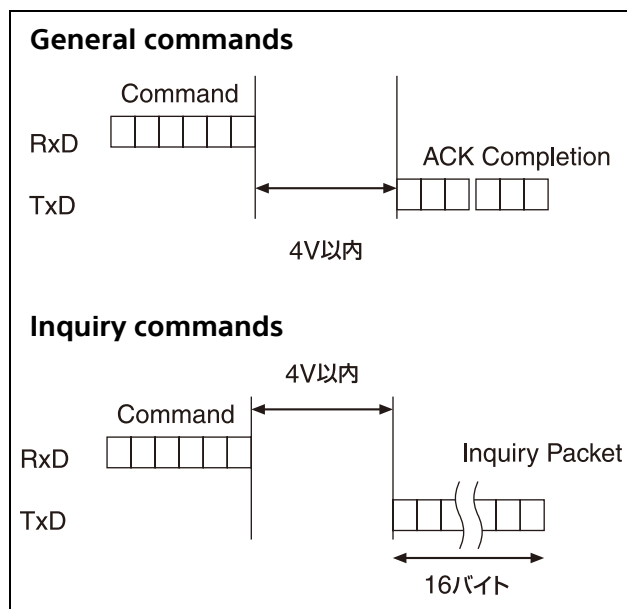 General commands
Command
RxD
ACK Completion
TxD
4V以内
Inquiry commands
4V以内
Command
RxD
Inquiry Packet
TxD
16バイト